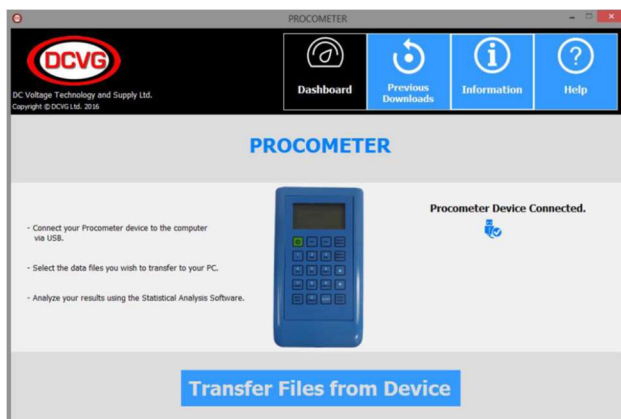 PROCOMETER
DCVG
DC Voltage Technology and Supply Ltd.
Copyright © DCVG Ltd. 2016
Dashboard
Previous
Downloads
Information
Help
PROCOMETER
- Connect your Procometer device to the computer
via USB.
- Select the data files you wish to transfer to your PC.
- Analyze your results using the Statistical Analysis Software.
Procometer Device Connected.
Transfer Files from Device